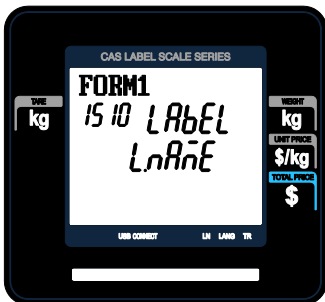 CAS LABEL SCALE SERIES
FORM1
1510 LAbEL
L.nAmE
TARE
kg
WEIGHT
kg
UNIT PRICE
$/kg
TOTAL PRICE
$
USB CONNECT LN LANG TR